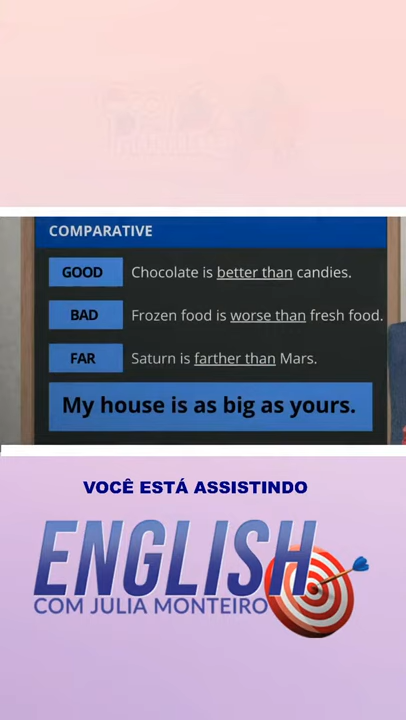 COMPARATIVE
GOOD Chocolate is better than candies.
BAD Frozen food is worse than fresh food.
FAR Saturn is farther than Mars.
My house is as big as yours.
VOCÊ ESTÁ ASSISTINDO
ENGLISH
COM JULIA MONTEIRO